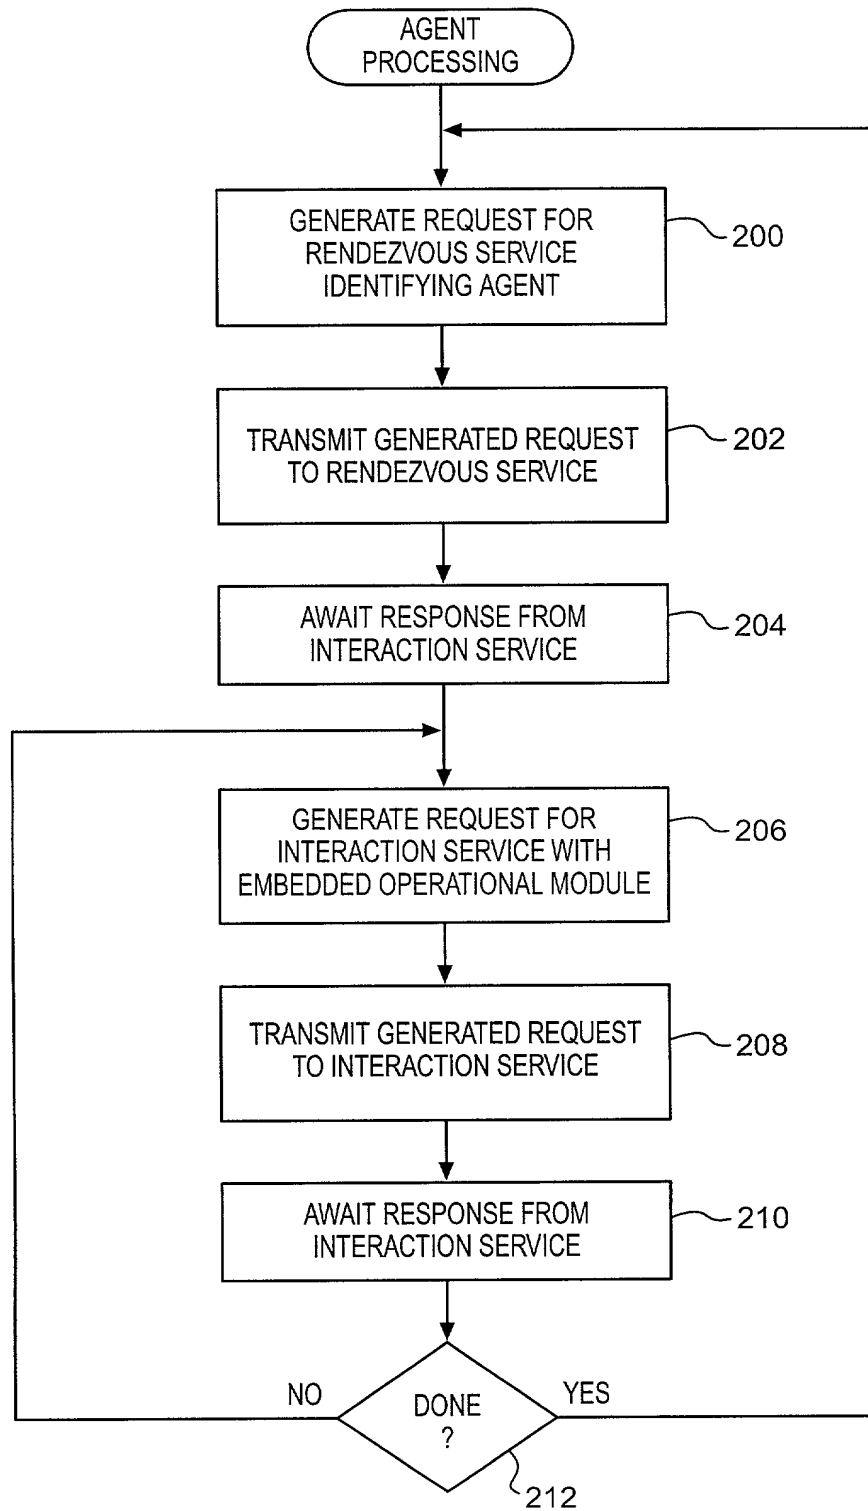 AGENT
PROCESSING
GENERATE REQUEST FOR
RENDEZVOUS SERVICE
IDENTIFYING AGENT
200
TRANSMIT GENERATED REQUEST
TO RENDEZVOUS SERVICE
202
AWAIT RESPONSE FROM
INTERACTION SERVICE
204
GENERATE REQUEST FOR
INTERACTION SERVICE WITH
EMBEDDED OPERATIONAL MODULE
206
TRANSMIT GENERATED REQUEST
TO INTERACTION SERVICE
208
AWAIT RESPONSE FROM
INTERACTION SERVICE
210
NO
DONE
?
YES
212